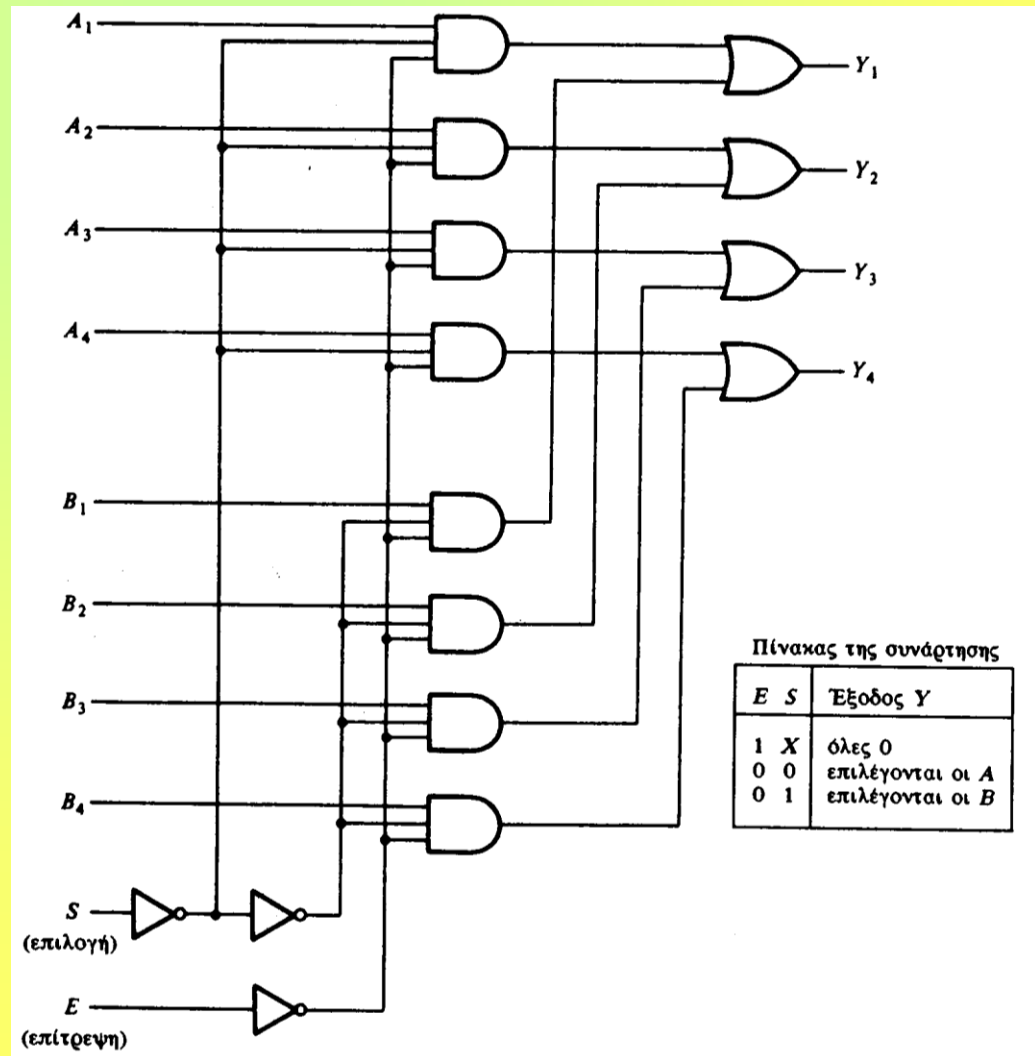 A₁
Y₁
A₂
Y₂
A₃
Y₃
A₄
Y₄
B₁
B₂
B₃
B₄
S
(επιλογή)
E
(επίτρεψη)
Πίνακας της συνάρτησης
E S Έξοδος Y
1 X όλες 0
0 0 επιλέγονται οι A
0 1 επιλέγονται οι B